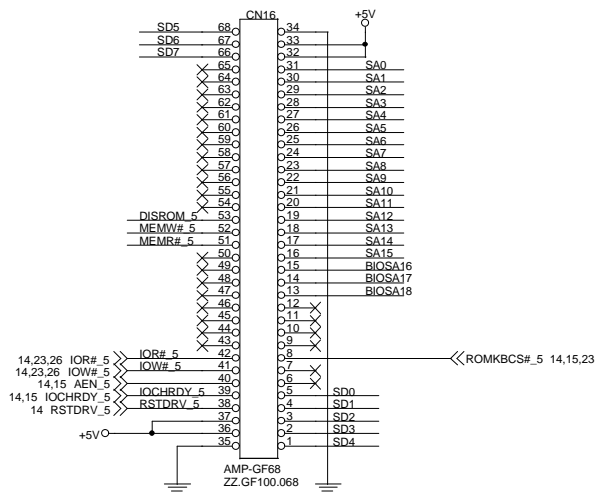 CN16
+5V
SD5 68 34
SD6 67 33
SD7 66 32
65 31 SA0
64 30 SA1
63 29 SA2
62 28 SA3
61 27 SA4
60 26 SA5
59 25 SA6
58 24 SA7
57 23 SA8
56 22 SA9
55 21 SA10
54 20 SA11
DISROM_5 53 19 SA12
MEMW#_5 52 18 SA13
MEMR#_5 51 17 SA14
50 16 SA15
49 15 BIOSA16
48 14 BIOSA17
47 13 BIOSA18
46 12
45 11
44 10
43 9
14,23,26 IOR#_5 IOR#_5 42 8 ROMKBCS#_5 14,15,23
14,23,26 IOW#_5 IOW#_5 41 7
14,15 AEN_5 40 6
14,15 IOCHRDY_5 IOCHRDY_5 39 5 SD0
14 RSTDRV_5 RSTDRV_5 38 4 SD1
37 3 SD2
+5V 36 2 SD3
35 1 SD4
AMP-GF68
ZZ.GF100.068